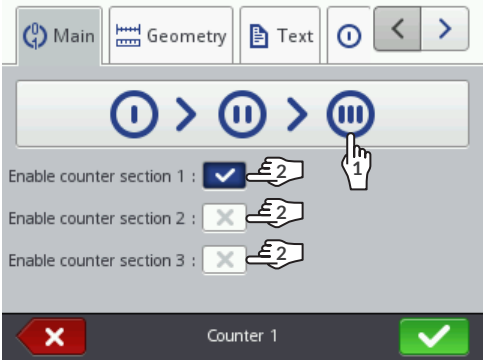 Main Geometry Text
1
Enable counter section 1 : 2
Enable counter section 2 : 2
Enable counter section 3 : 2
Counter 1